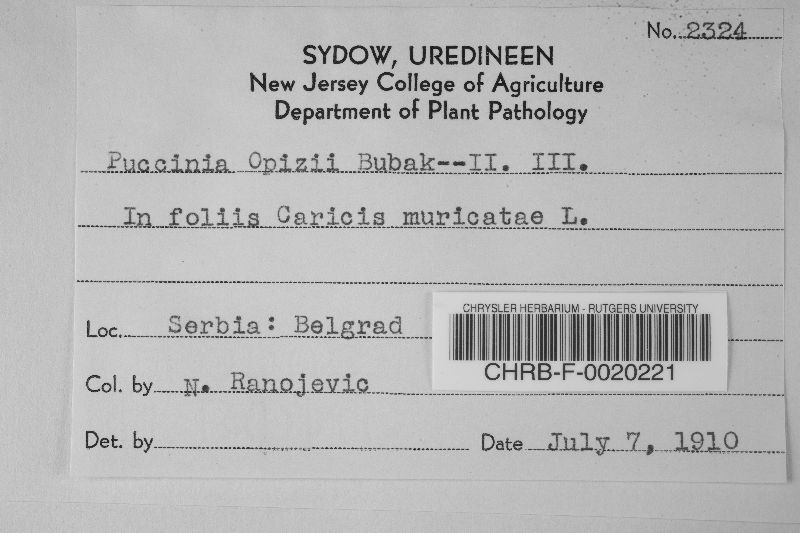 No. 2324
SYDOW, UREDINEEN
New Jersey College of Agriculture
Department of Plant Pathology
Puccinia Opizii Bubak--II. III.
In foliis Caricis muricatae L.
Loc. Serbia: Belgrad
CHRYSLER HERBARIUM - RUTGERS UNIVERSITY
CHRB-F-0020221
Col. by N. Ranojevic
Det. by
Date July 7, 1910